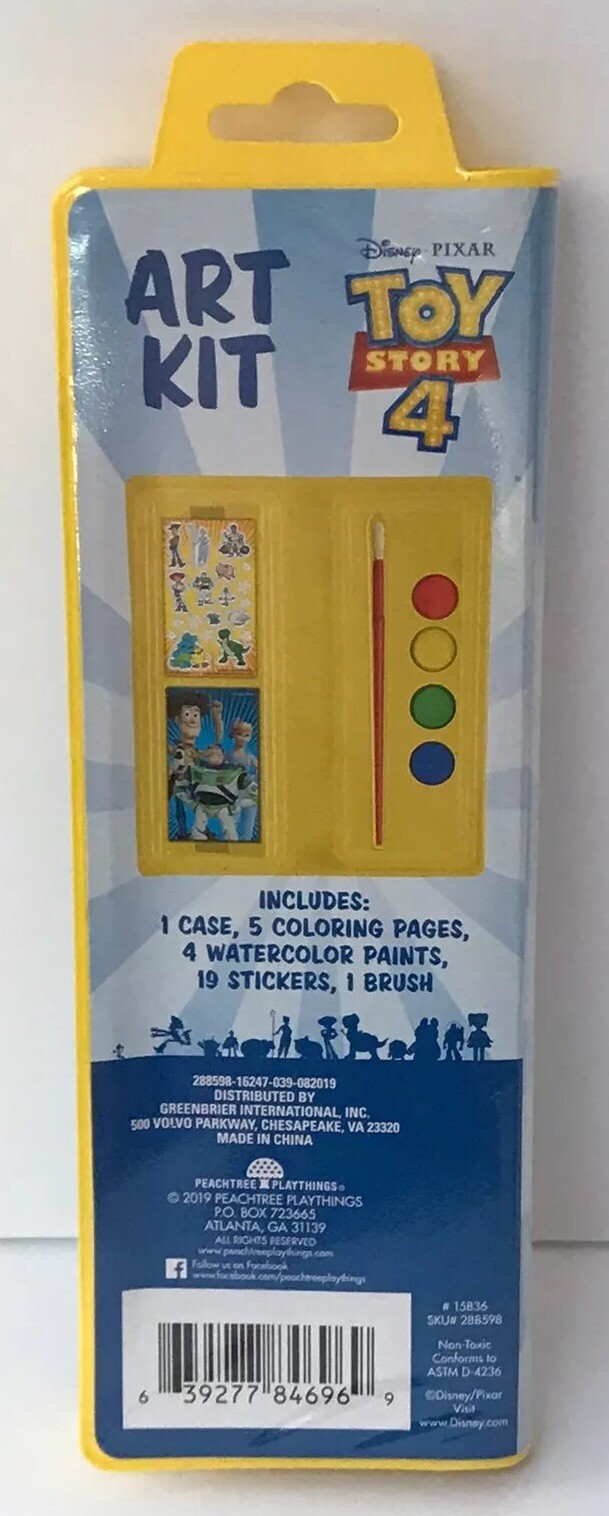 ART
KIT
Disney · PIXAR
TOY
STORY
4
INCLUDES:
1 CASE, 5 COLORING PAGES,
4 WATERCOLOR PAINTS,
19 STICKERS, 1 BRUSH
288598-16247-039-082019
DISTRIBUTED BY
GREENBRIER INTERNATIONAL, INC.
500 VOLVO PARKWAY, CHESAPEAKE, VA 23320
MADE IN CHINA
PEACHTREE PLAYTHINGS®
© 2019 PEACHTREE PLAYTHINGS
P.O. BOX 723665
ATLANTA, GA 31139
ALL RIGHTS RESERVED
www.peachtreeplaythings.com
f Follow us on Facebook
www.facebook.com/peachtreeplaythings
6 39277 84696 9
# 15836
SKU# 288598
Non-Toxic
Conforms to
ASTM D-4236
©Disney/Pixar
Visit
www.Disney.com